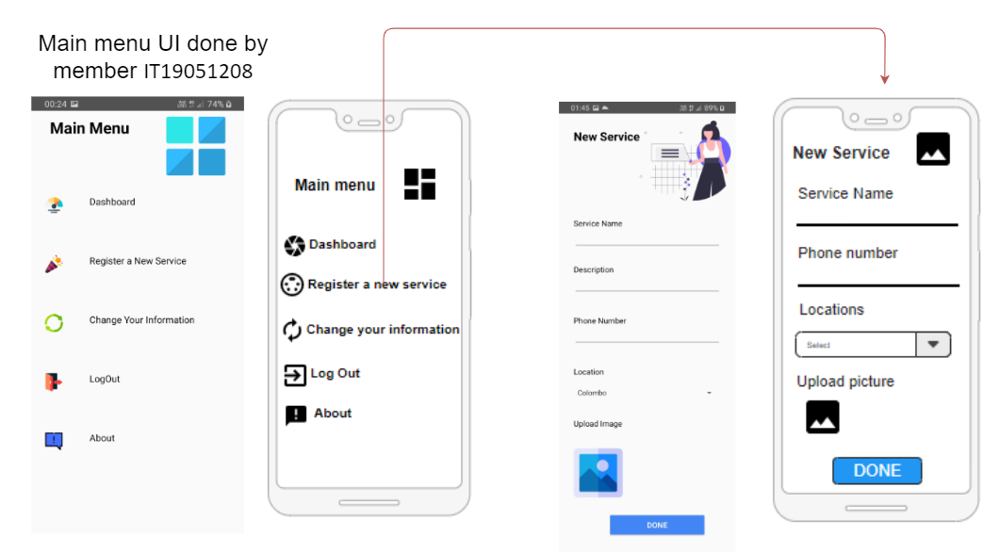 Main menu UI done by
member IT19051208
00:24 74%
Main Menu
Dashboard
Register a New Service
Change Your Information
LogOut
About
Main menu
Dashboard
Register a new service
Change your information
Log Out
About
01:45 89%
New Service
Service Name
Description
Phone Number
Location
Colombo
Upload Image
DONE
New Service
Service Name
Phone number
Locations
Select
Upload picture
DONE